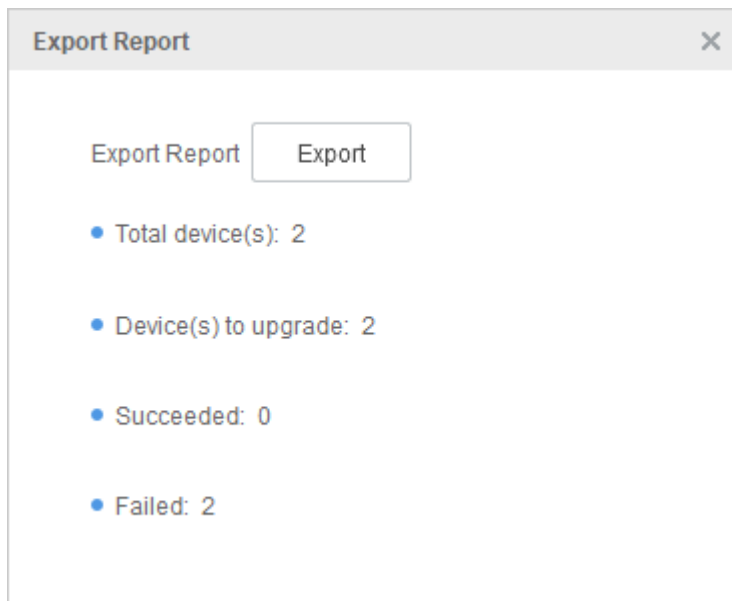 Export Report
Export Report Export
Total device(s): 2
Device(s) to upgrade: 2
Succeeded: 0
Failed: 2